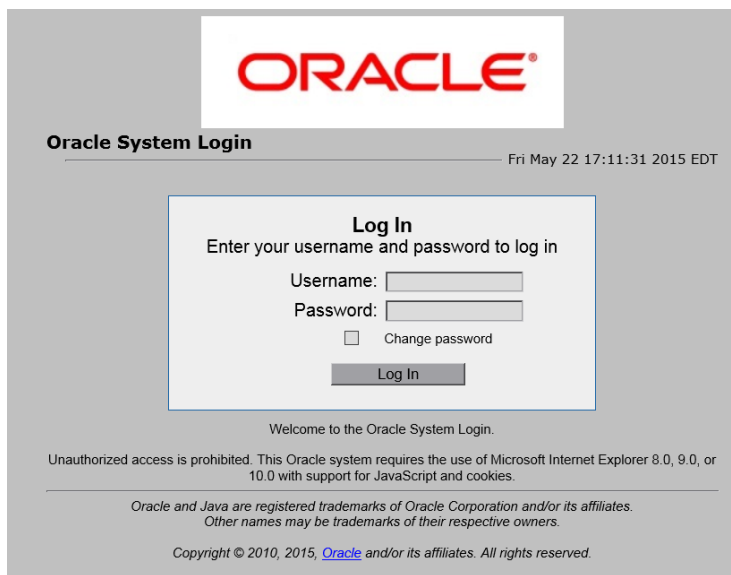 ORACLE®
Oracle System Login
Fri May 22 17:11:31 2015 EDT
Log In
Enter your username and password to log in
Username:
Password:
Change password
Log In
Welcome to the Oracle System Login.
Unauthorized access is prohibited. This Oracle system requires the use of Microsoft Internet Explorer 8.0, 9.0, or
10.0 with support for JavaScript and cookies.
Oracle and Java are registered trademarks of Oracle Corporation and/or its affiliates.
Other names may be trademarks of their respective owners.
Copyright © 2010, 2015, Oracle and/or its affiliates. All rights reserved.